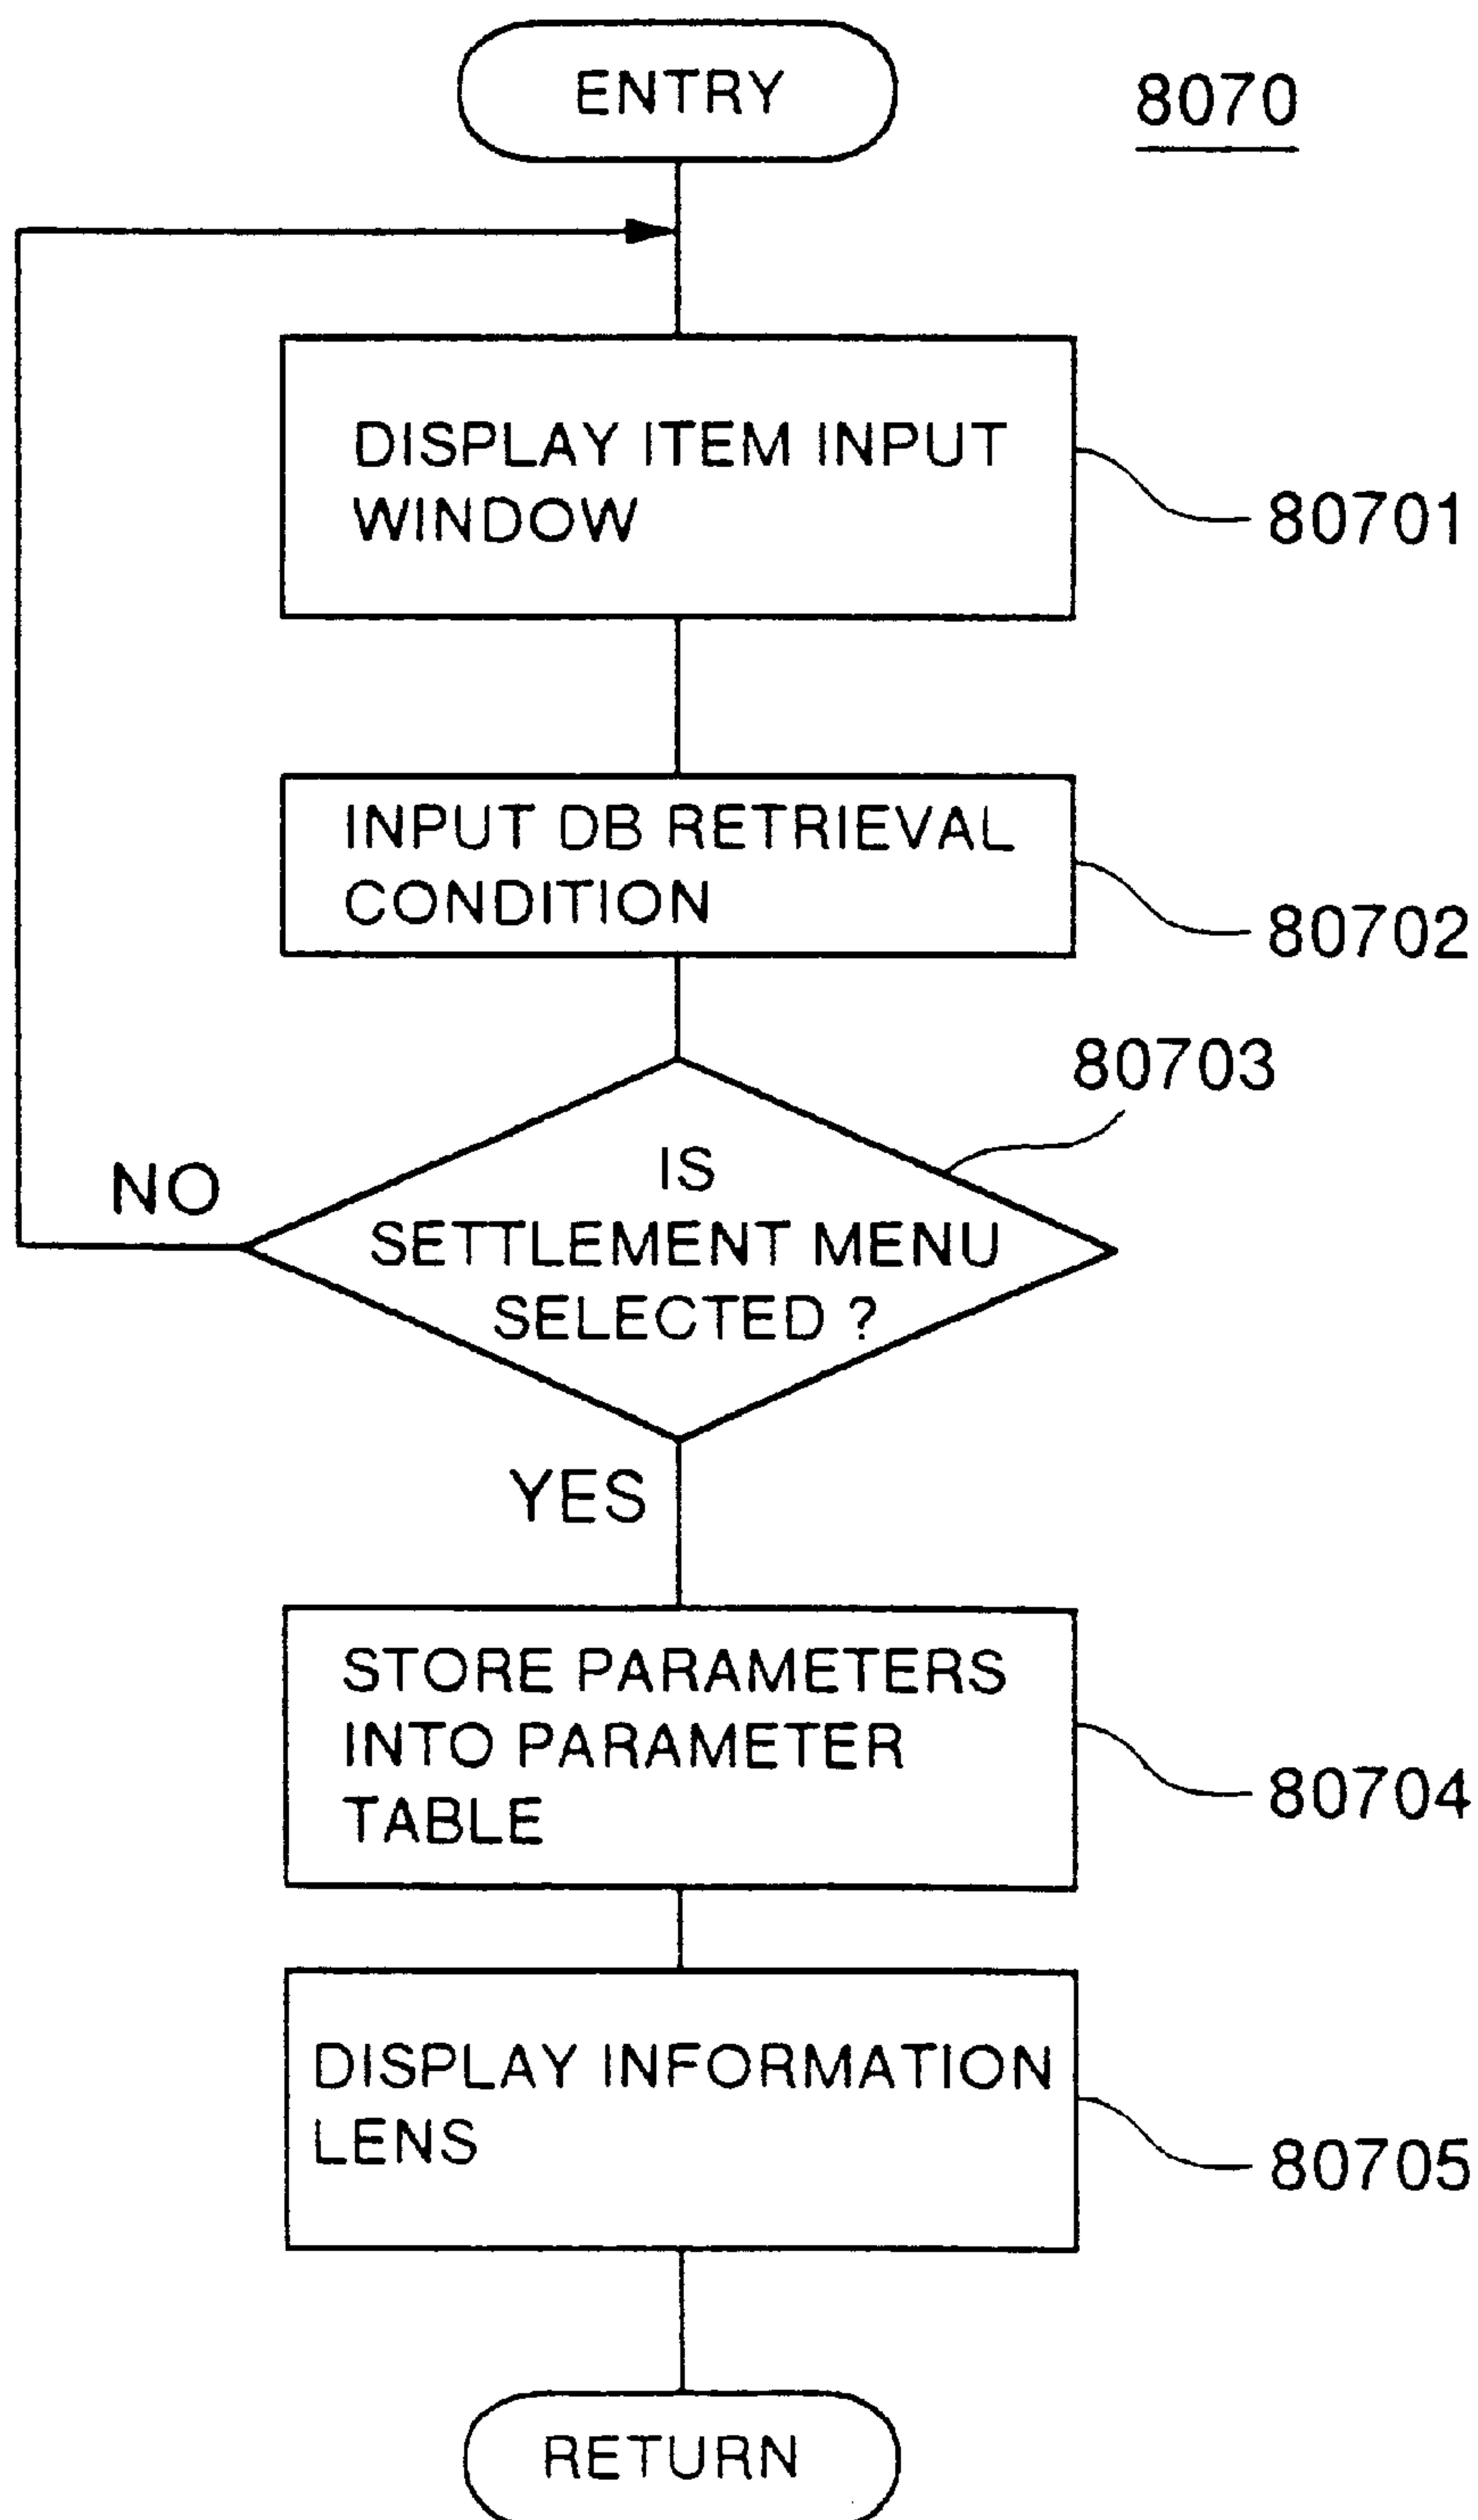 ENTRY
8070
DISPLAY ITEM INPUT
WINDOW
80701
INPUT DB RETRIEVAL
CONDITION
80702
80703
IS
SETTLEMENT MENU
SELECTED ?
NO
YES
STORE PARAMETERS
INTO PARAMETER
TABLE
80704
DISPLAY INFORMATION
LENS
80705
RETURN